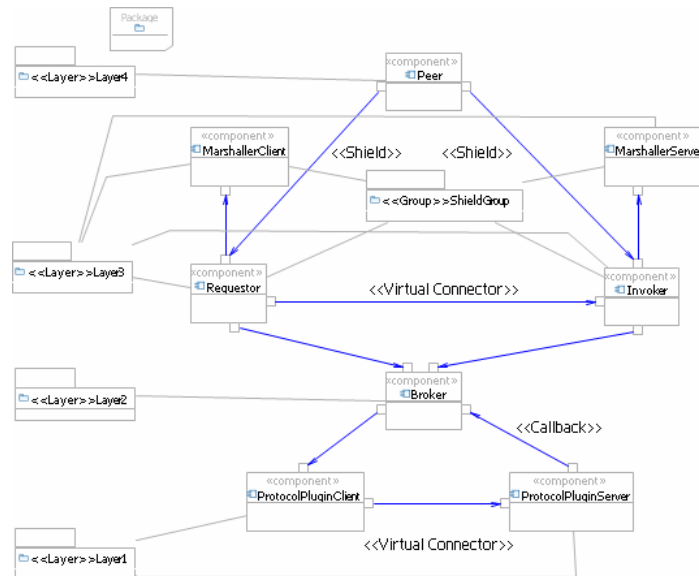 Package
«component»
Peer
<<Layer>>Layer4
«component»
MarshallerClient
<<Shield>>
<<Shield>>
«component»
MarshallerServer
<<Group>>ShieldGroup
<<Layer>>Layer3
«component»
Requestor
<<Virtual Connector>>
«component»
Invoker
<<Layer>>Layer2
«component»
Broker
<<Callback>>
«component»
ProtocolPluginClient
«component»
ProtocolPluginServer
<<Virtual Connector>>
<<Layer>>Layer1